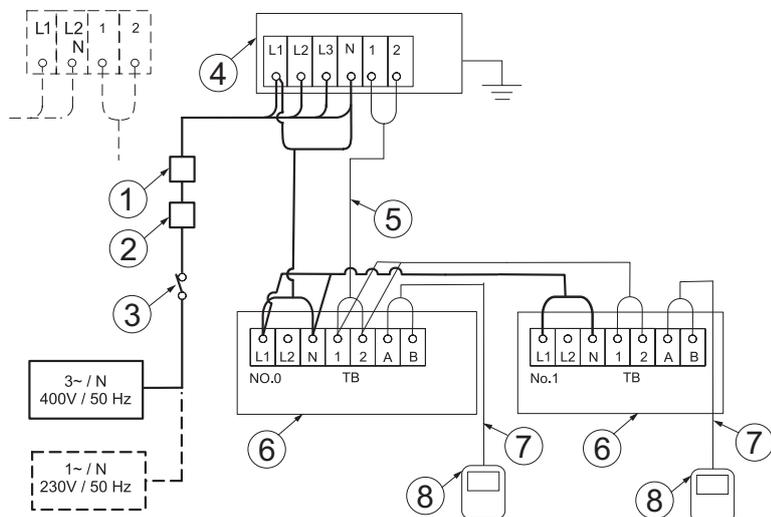 L1 L2 1 2
N
L1 L2 L3 N 1 2
4
1
2
5
3
L1 L2 N 1 2 A B
NO.0 TB
L1 L2 N 1 2 A B
No.1 TB
3~ / N
400V / 50 Hz
6
7
6
7
1~ / N
230V / 50 Hz
8
8